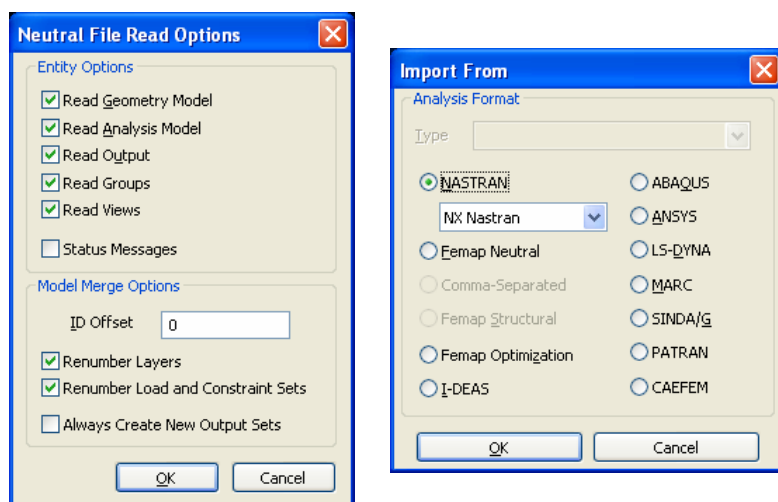 Neutral File Read Options
Entity Options
Read Geometry Model
Read Analysis Model
Read Output
Read Groups
Read Views
Status Messages
Model Merge Options
ID Offset 0
Renumber Layers
Renumber Load and Constraint Sets
Always Create New Output Sets
OK Cancel
Import From
Analysis Format
Type
NASTRAN ABAQUS
NX Nastran ANSYS
Femap Neutral LS-DYNA
Comma-Separated MARC
Femap Structural SINDA/G
Femap Optimization PATRAN
I-DEAS CAEFEM
OK Cancel